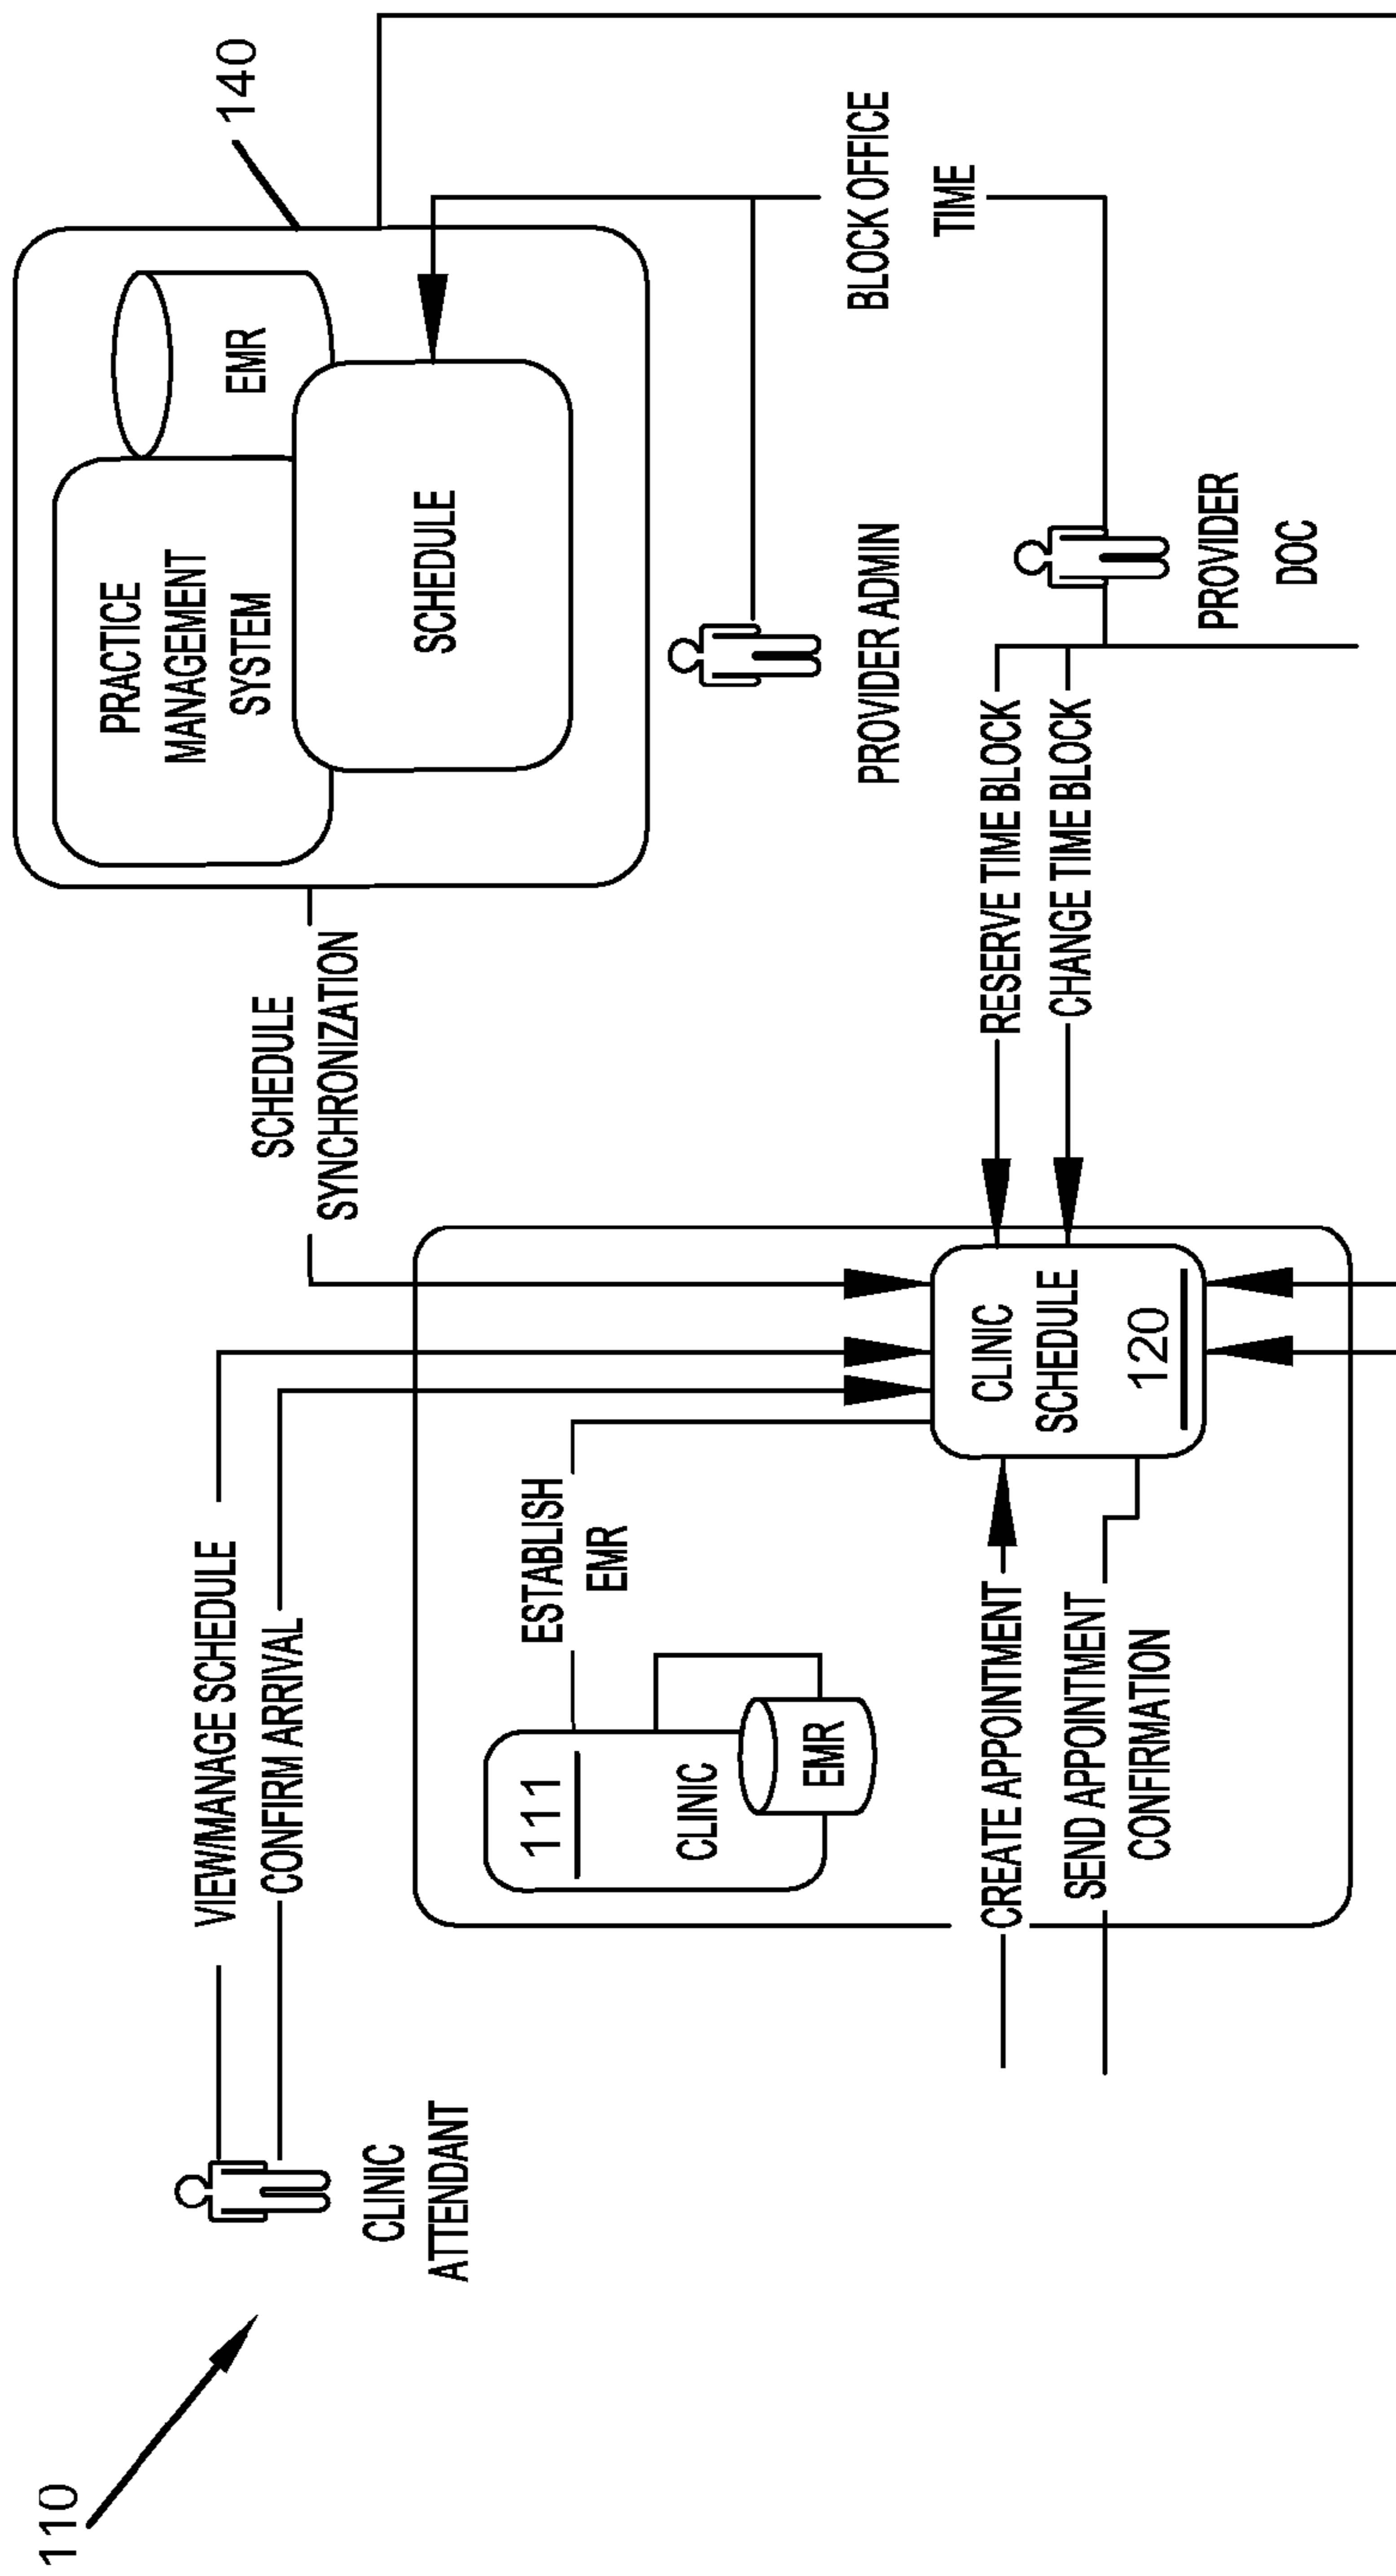 110
CLINIC
ATTENDANT
VIEW/MANAGE SCHEDULE
CONFIRM ARRIVAL
SCHEDULE
SYNCHRONIZATION
PRACTICE
MANAGEMENT
SYSTEM
EMR
SCHEDULE
140
111
CLINIC
EMR
ESTABLISH
EMR
CREATE APPOINTMENT
SEND APPOINTMENT
CONFIRMATION
CLINIC
SCHEDULE
120
RESERVE TIME BLOCK
CHANGE TIME BLOCK
PROVIDER ADMIN
PROVIDER
DOC
BLOCK OFFICE
TIME